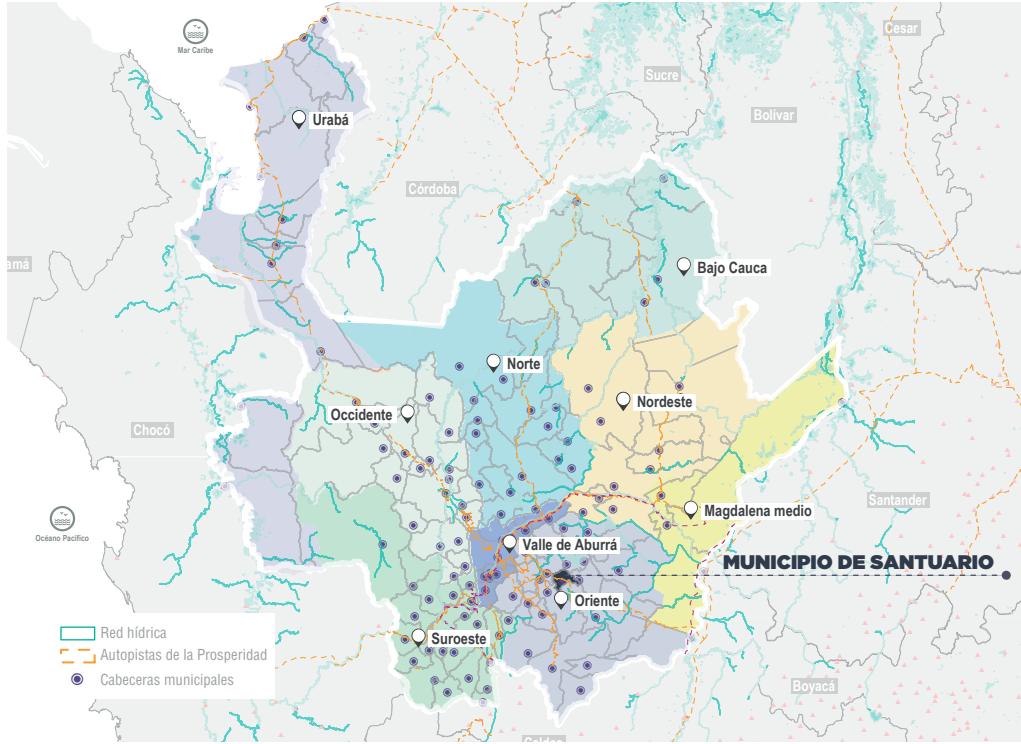 Mar Caribe
Cesar
Sucre
Bolívar
Urabá
Córdoba
amá
Bajo Cauca
Norte
Nordeste
Occidente
Chocó
Santander
Magdalena medio
Océano Pacífico
Valle de Aburrá
MUNICIPIO DE SANTUARIO
Oriente
Suroeste
Red hídrica
Autopistas de la Prosperidad
Cabeceras municipales
Boyacá